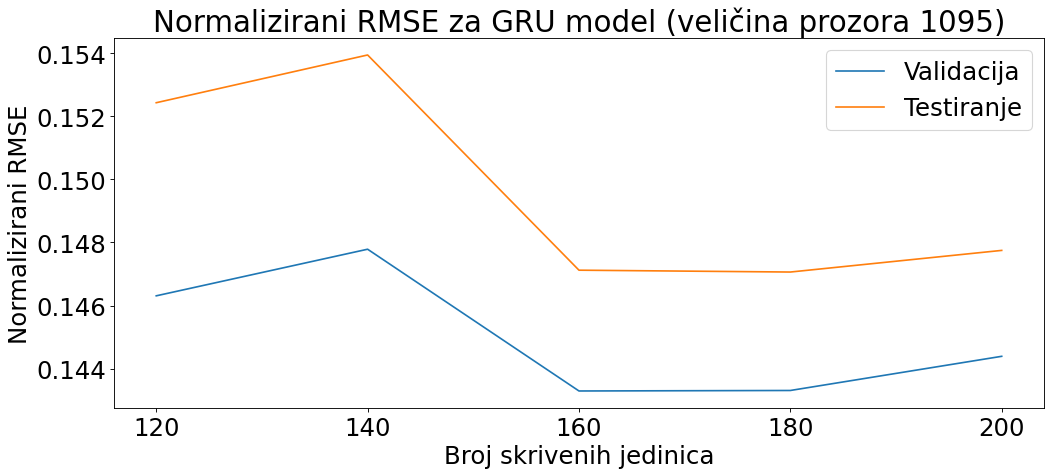 Normalizirani RMSE za GRU model (veličina prozora 1095)
Validacija
Testiranje
Normalizirani RMSE
0.154
0.152
0.150
0.148
0.146
0.144
120 140 160 180 200
Broj skrivenih jedinica